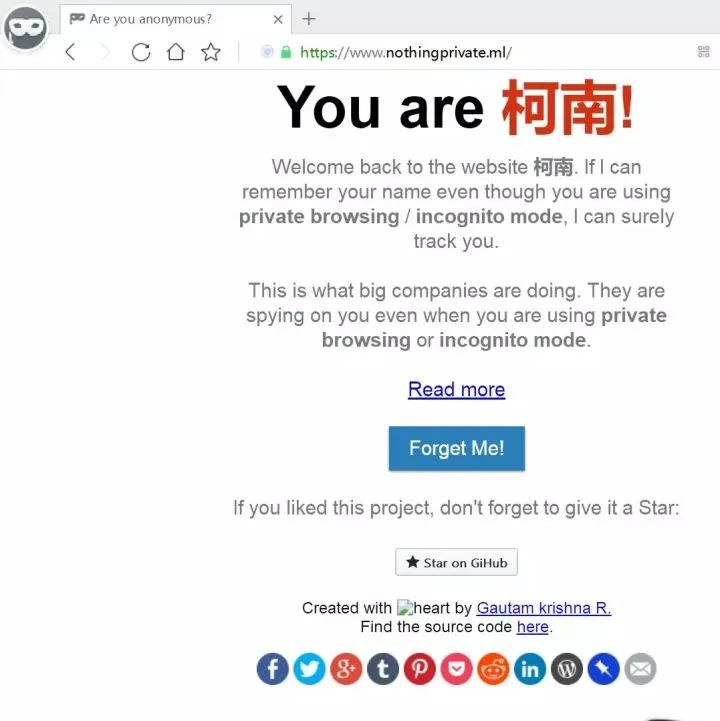 Are you anonymous?
https://www.nothingprivate.ml/
You are 柯南!
Welcome back to the website 柯南. If I can
remember your name even though you are using
private browsing / incognito mode, I can surely
track you.
This is what big companies are doing. They are
spying on you even when you are using private
browsing or incognito mode.
Read more
Forget Me!
If you liked this project, don't forget to give it a Star:
Star on GiHub
Created with heart by Gautam krishna R.
Find the source code here.